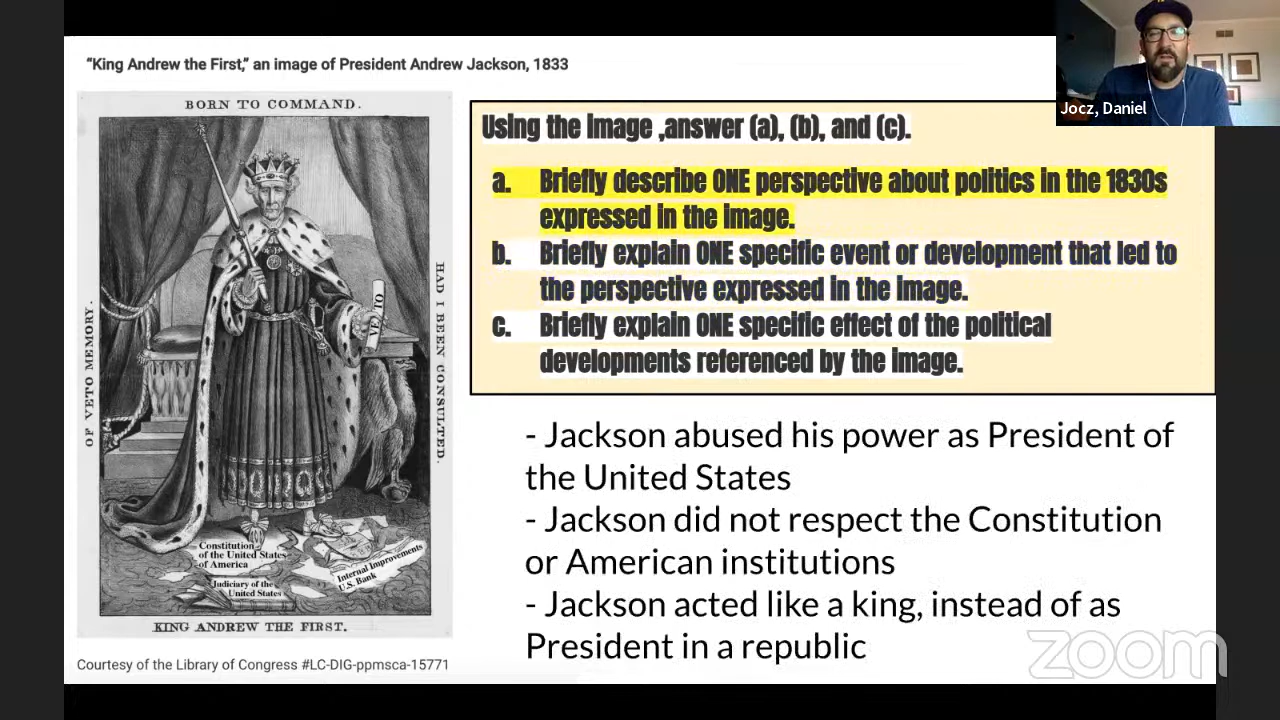 "King Andrew the First," an image of President Andrew Jackson, 1833
BORN TO COMMAND.
OF VETO MEMORY.
HAD I BEEN CONSULTED.
VETO
Constitution
of the United States
of America
Judiciary of the
United States
Internal Improvements
U.S. Bank
KING ANDREW THE FIRST.
Courtesy of the Library of Congress #LC-DIG-ppmsca-15771
Jocz, Daniel
Using the image ,answer (a), (b), and (c).
a. Briefly describe ONE perspective about politics in the 1830s
expressed in the image.
b. Briefly explain ONE specific event or development that led to
the perspective expressed in the image.
c. Briefly explain ONE specific effect of the political
developments referenced by the image.
- Jackson abused his power as President of
the United States
- Jackson did not respect the Constitution
or American institutions
- Jackson acted like a king, instead of as
President in a republic
zoom